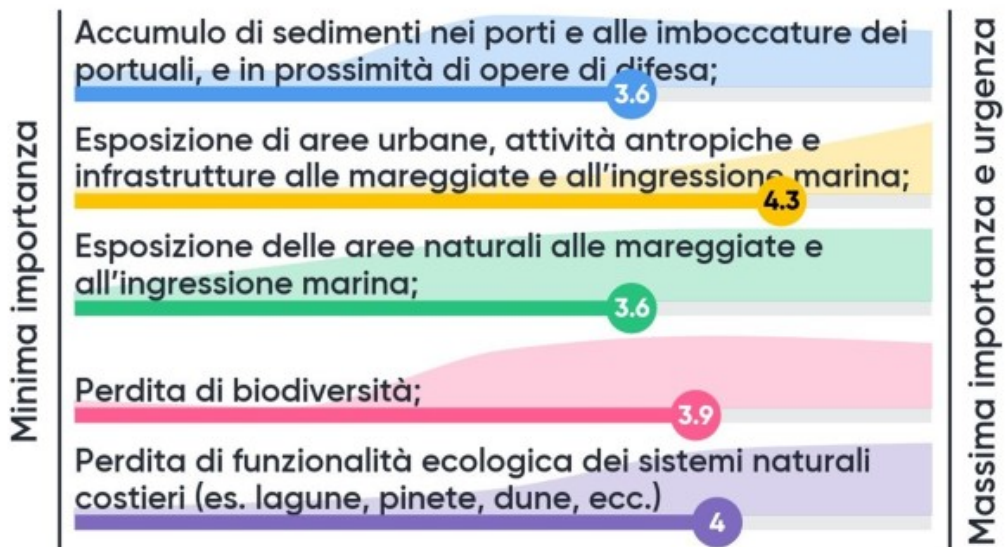 Minima importanza
Accumulo di sedimenti nei porti e alle imboccature dei
portuali, e in prossimità di opere di difesa;
3.6
Esposizione di aree urbane, attività antropiche e
infrastrutture alle mareggiate e all'ingressione marina;
4.3
Esposizione delle aree naturali alle mareggiate e
all'ingressione marina;
3.6
Perdita di biodiversità;
3.9
Perdita di funzionalità ecologica dei sistemi naturali
costieri (es. lagune, pinete, dune, ecc.)
4
Massima importanza e urgenza